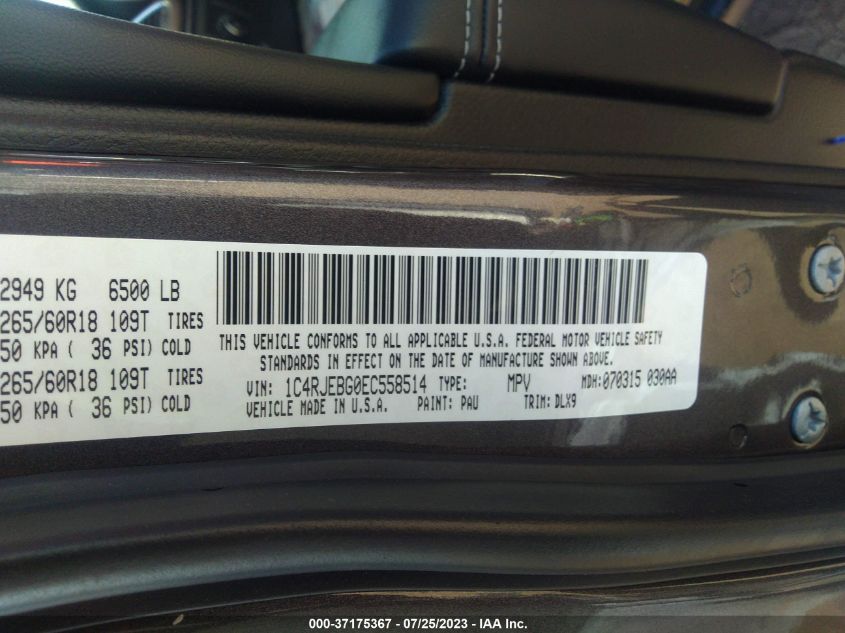 2949 KG 6500 LB
265/60R18 109T TIRES
50 KPA ( 36 PSI) COLD
265/60R18 109T TIRES
50 KPA ( 36 PSI) COLD
THIS VEHICLE CONFORMS TO ALL APPLICABLE U.S.A. FEDERAL MOTOR VEHICLE SAFETY
STANDARDS IN EFFECT ON THE DATE OF MANUFACTURE SHOWN ABOVE.
VIN: 1C4RJEBG0EC558514 TYPE: MPV MDH:070315 030AA
VEHICLE MADE IN U.S.A. PAINT: PAU TRIM: DLX9
000-37175367 - 07/25/2023 - IAA Inc.